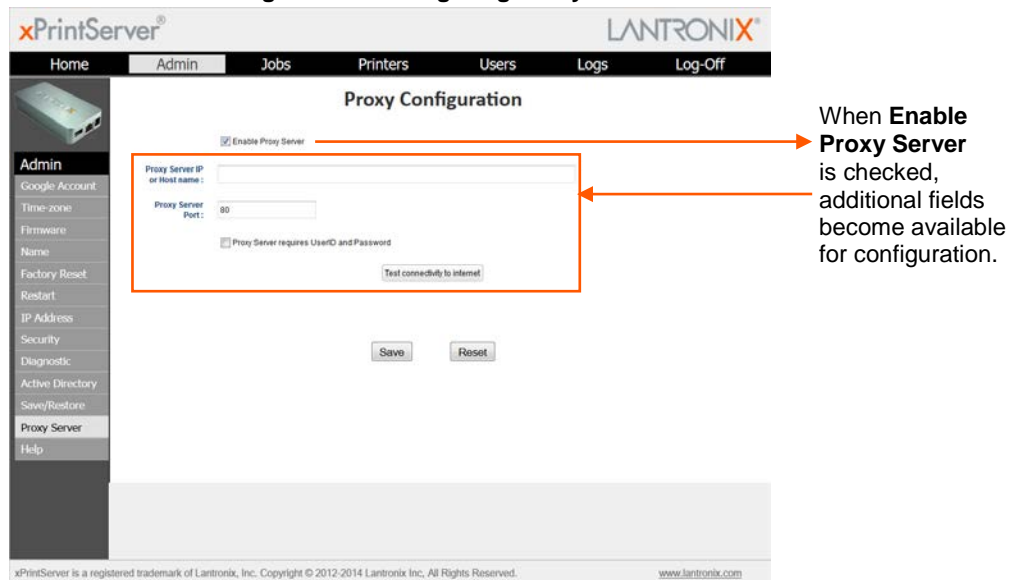 xPrintServer®
LANTRONIX®
Home Admin Jobs Printers Users Logs Log-Off
Proxy Configuration
Enable Proxy Server
When Enable
Proxy Server
is checked,
additional fields
become available
for configuration.
Admin
Google Account
Time-zone
Firmware
Name
Factory Reset
Restart
IP Address
Security
Diagnostic
Active Directory
Save/Restore
Proxy Server
Help
Proxy Server IP
or Host name :
Proxy Server
Port :
80
Proxy Server requires UserID and Password
Test connectivity to internet
Save Reset
xPrintServer is a registered trademark of Lantronix, Inc. Copyright © 2012-2014 Lantronix Inc, All Rights Reserved.
www.lantronix.com